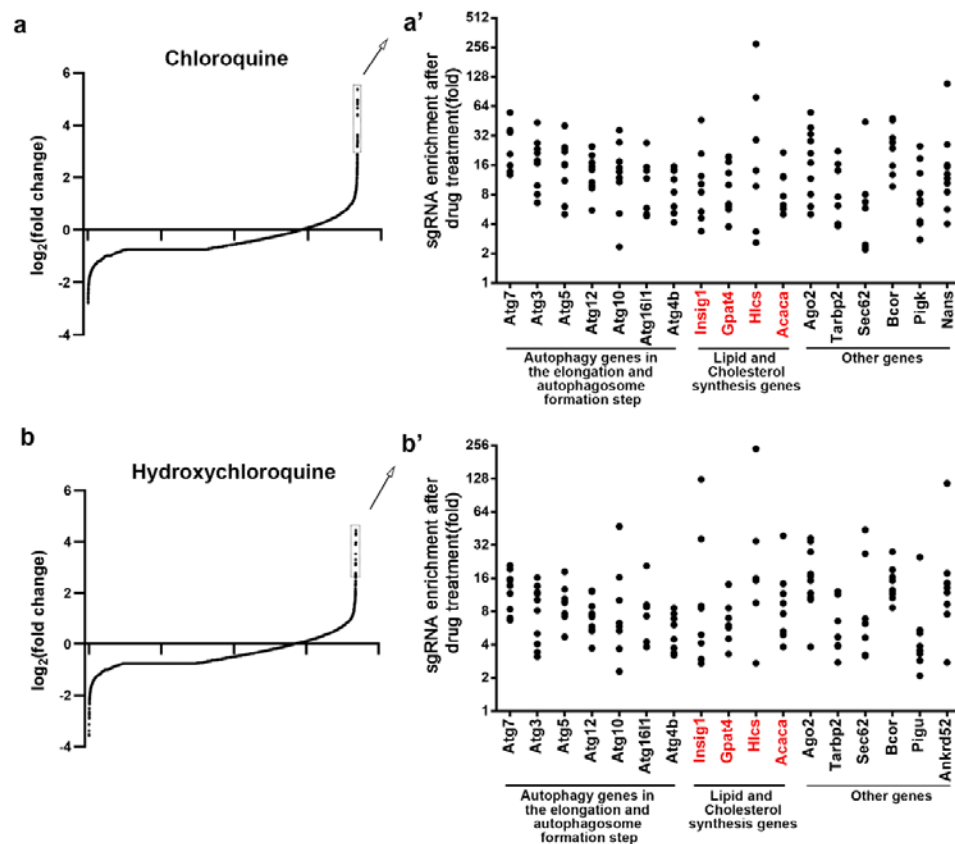 a
Chloroquine
log2(fold change)
6
4
2
0
-2
-4
a'
sgRNA enrichment after
drug treatment(fold)
512
256
128
64
32
16
8
4
2
1
Atg7
Atg3
Atg5
Atg12
Atg10
Atg16l1
Atg4b
Insig1
Gpat4
Hlcs
Acaca
Ago2
Tarbp2
Sec62
Bcor
Pigk
Nans
Autophagy genes in
the elongation and
autophagosome
formation step
Lipid and
Cholesterol
synthesis genes
Other genes
b
Hydroxychloroquine
log2(fold change)
6
4
2
0
-2
-4
b'
sgRNA enrichment after
drug treatment(fold)
256
128
64
32
16
8
4
2
1
Atg7
Atg3
Atg5
Atg12
Atg10
Atg16l1
Atg4b
Insig1
Gpat4
Hlcs
Acaca
Ago2
Tarbp2
Sec62
Bcor
Pigu
Ankrd52
Autophagy genes in
the elongation and
autophagosome
formation step
Lipid and
Cholesterol
synthesis genes
Other genes